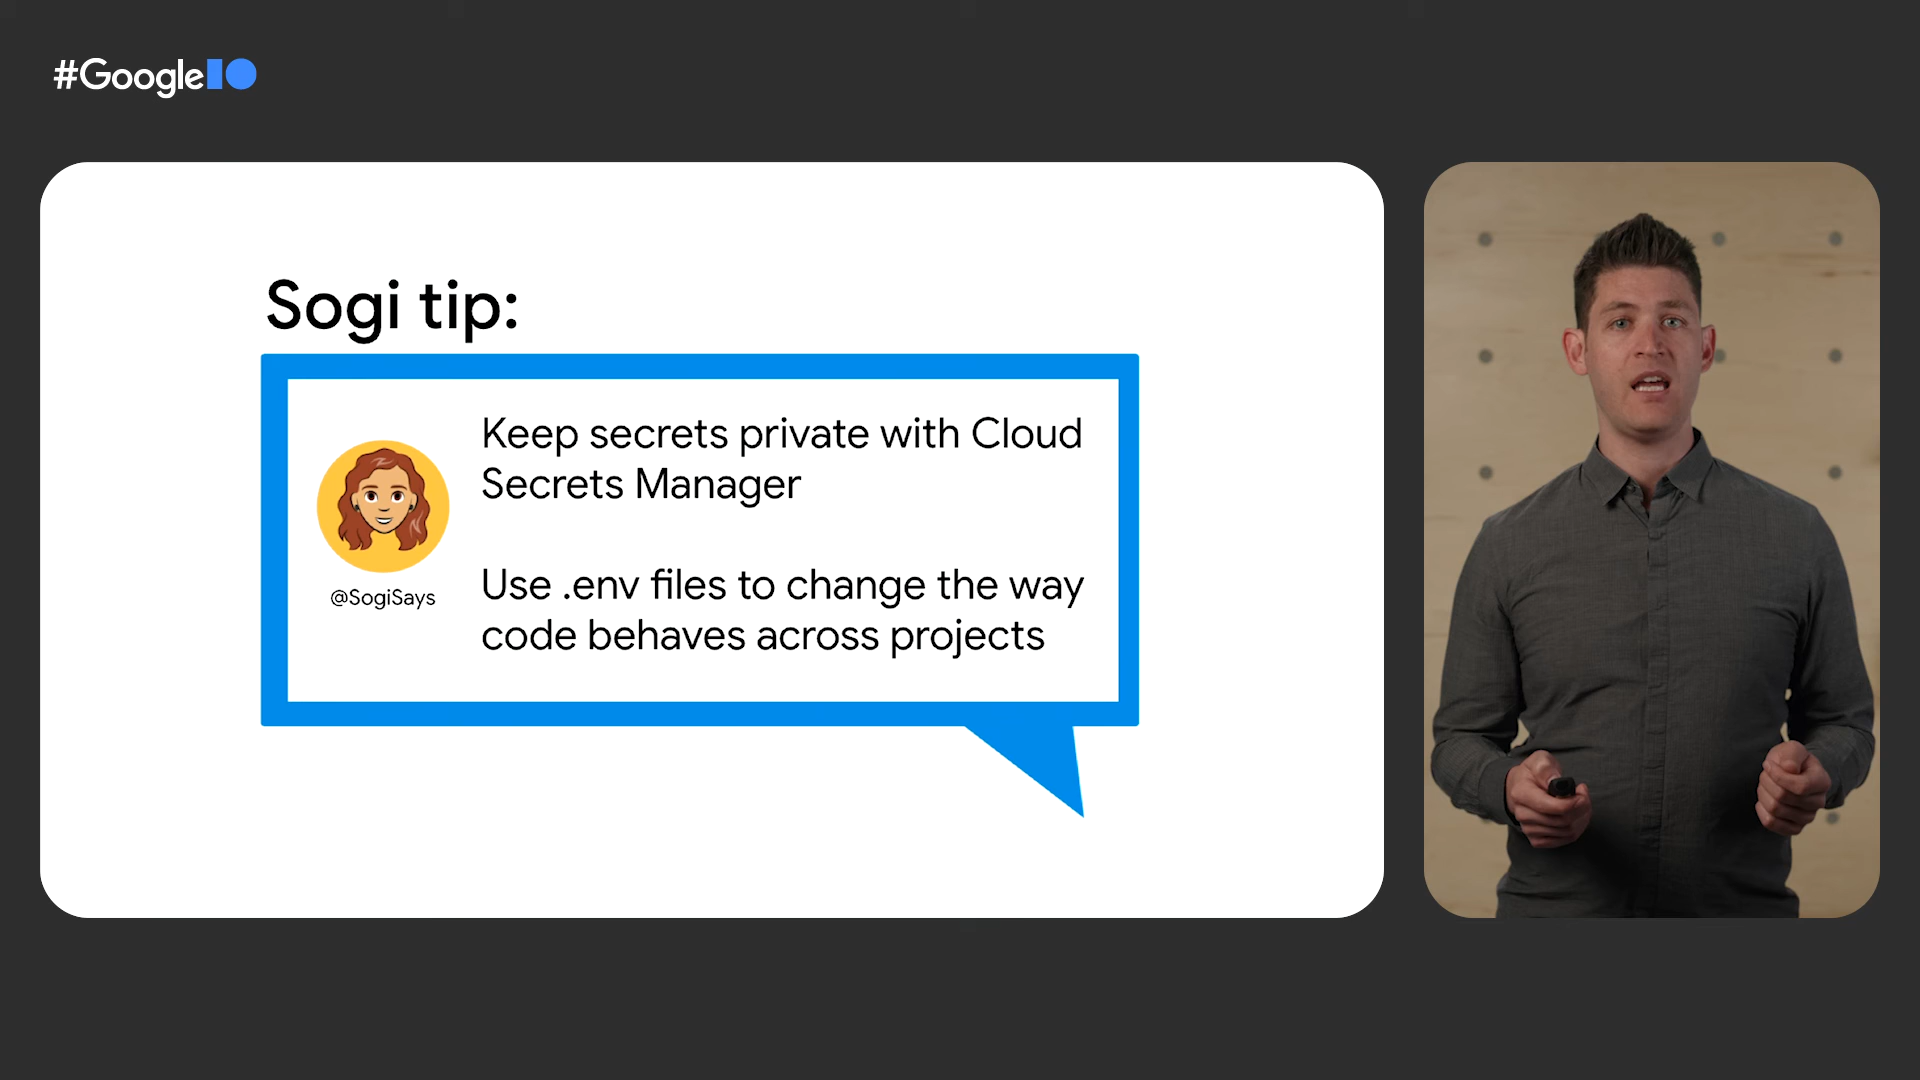 #GoogleIO
Sogi tip:
Keep secrets private with Cloud
Secrets Manager
@SogiSays
Use .env files to change the way
code behaves across projects